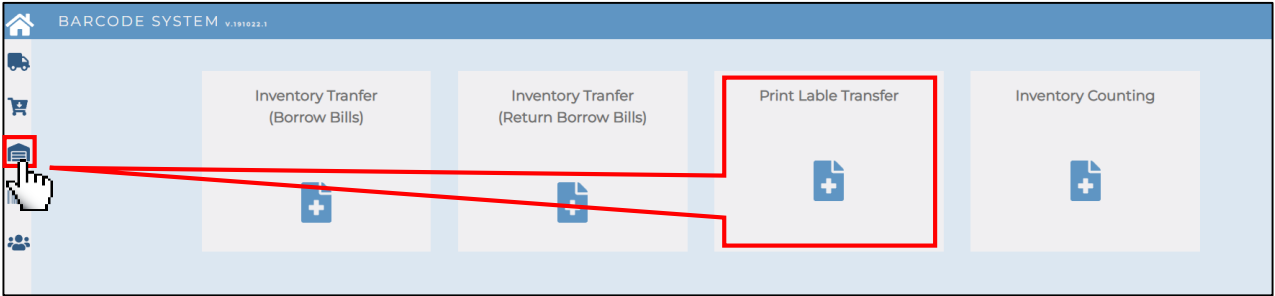 BARCODE SYSTEM V.191022.1
Inventory Tranfer
(Borrow Bills)
Inventory Tranfer
(Return Borrow Bills)
Print Lable Transfer
Inventory Counting